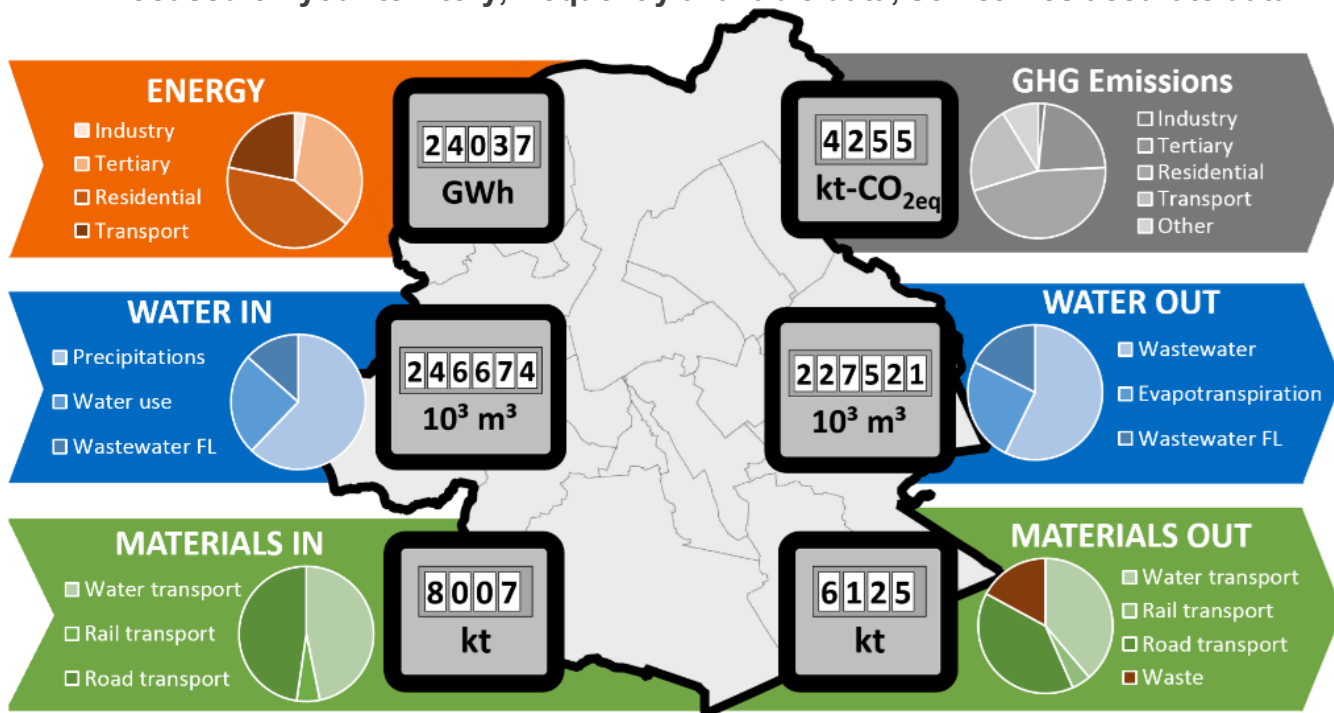 ENERGY
Industry
Tertiary
Residential
Transport
24037
GWh
GHG Emissions
Industry
Tertiary
Residential
Transport
Other
4255
kt-CO₂eq
WATER IN
Precipitations
Water use
Wastewater FL
246674
10³ m³
WATER OUT
Wastewater
Evapotranspiration
Wastewater FL
227521
10³ m³
MATERIALS IN
Water transport
Rail transport
Road transport
8007
kt
MATERIALS OUT
Water transport
Rail transport
Road transport
Waste
6125
kt